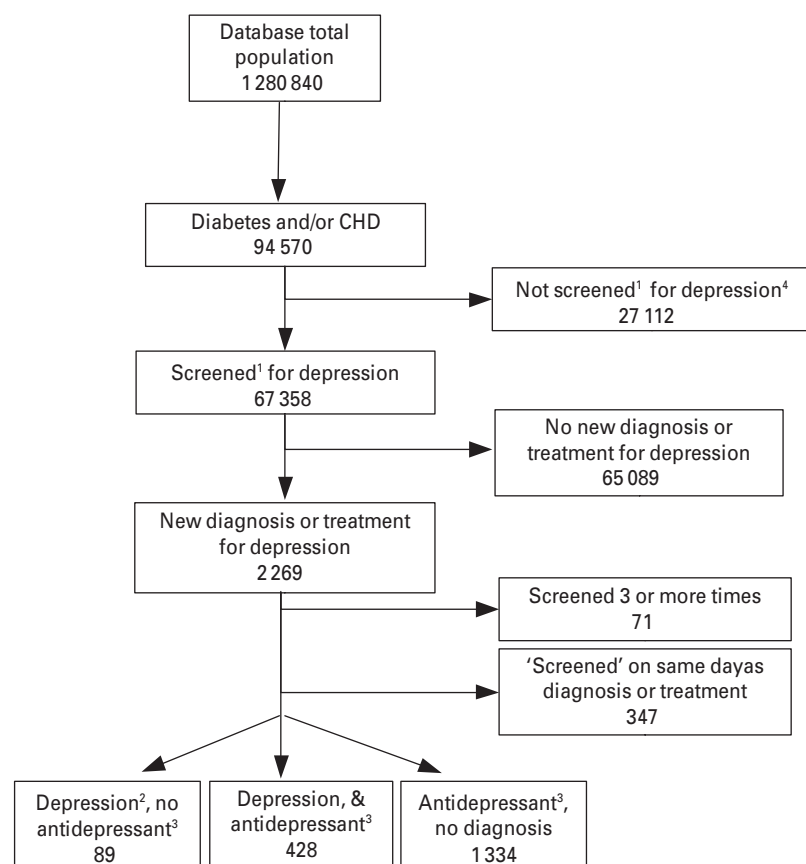 Database total
population
1 280 840
Diabetes and/or CHD
94 570
Not screened¹ for depression⁴
27 112
Screened¹ for depression
67 358
No new diagnosis or
treatment for depression
65 089
New diagnosis or treatment
for depression
2 269
Screened 3 or more times
71
‘Screened’ on same dayas
diagnosis or treatment
347
Depression², no
antidepressant³
89
Depression, &
antidepressant³
428
Antidepressant³,
no diagnosis
1 334